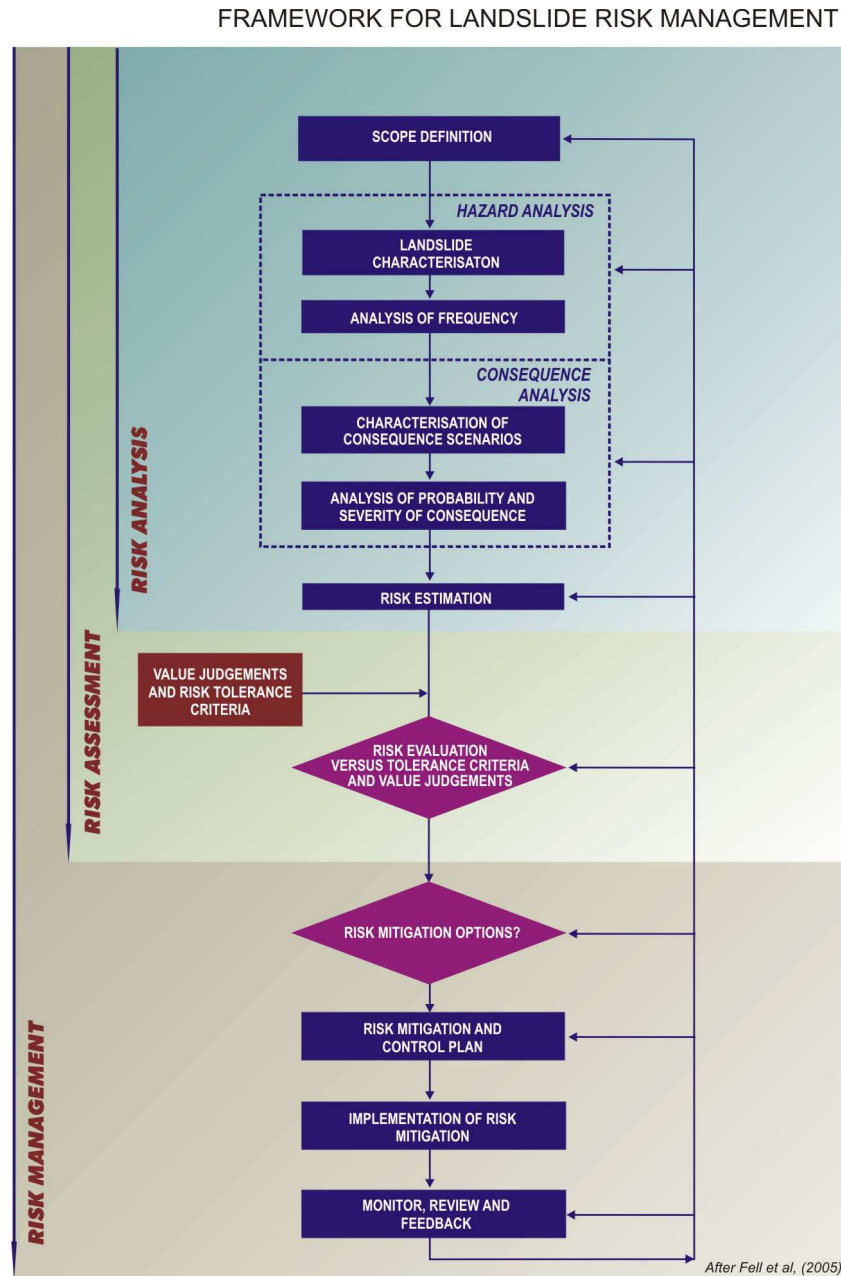 FRAMEWORK FOR LANDSLIDE RISK MANAGEMENT
SCOPE DEFINITION
HAZARD ANALYSIS
LANDSLIDE
CHARACTERISATON
ANALYSIS OF FREQUENCY
CONSEQUENCE
ANALYSIS
CHARACTERISATION OF
CONSEQUENCE SCENARIOS
ANALYSIS OF PROBABILITY AND
SEVERITY OF CONSEQUENCE
RISK ANALYSIS
RISK ESTIMATION
VALUE JUDGEMENTS
AND RISK TOLERANCE
CRITERIA
RISK ASSESSMENT
RISK EVALUATION
VERSUS TOLERANCE CRITERIA
AND VALUE JUDGEMENTS
RISK MITIGATION OPTIONS?
RISK MITIGATION AND
CONTROL PLAN
RISK MANAGEMENT
IMPLEMENTATION OF RISK
MITIGATION
MONITOR, REVIEW AND
FEEDBACK
After Fell et al, (2005)